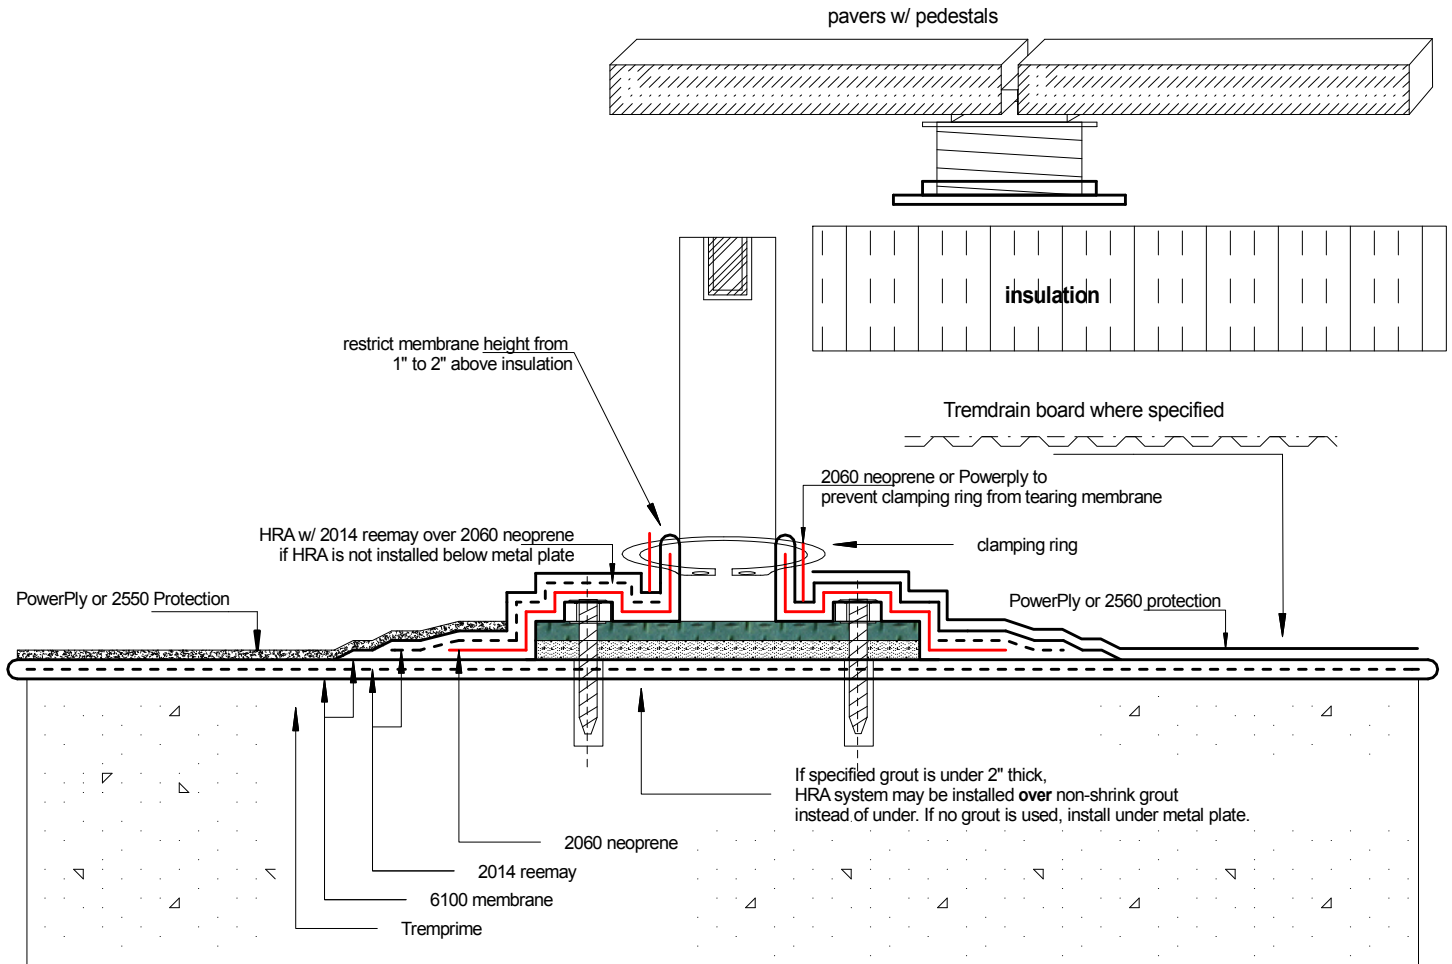 pavers w/ pedestals
insulation
restrict membrane height from
1" to 2" above insulation
Tremdrain board where specified
2060 neoprene or Powerply to
prevent clamping ring from tearing membrane
HRA w/ 2014 reemay over 2060 neoprene
if HRA is not installed below metal plate
clamping ring
PowerPly or 2550 Protection
PowerPly or 2560 protection
If specified grout is under 2" thick,
HRA system may be installed over non-shrink grout
instead of under. If no grout is used, install under metal plate.
2060 neoprene
2014 reemay
6100 membrane
Tremprime